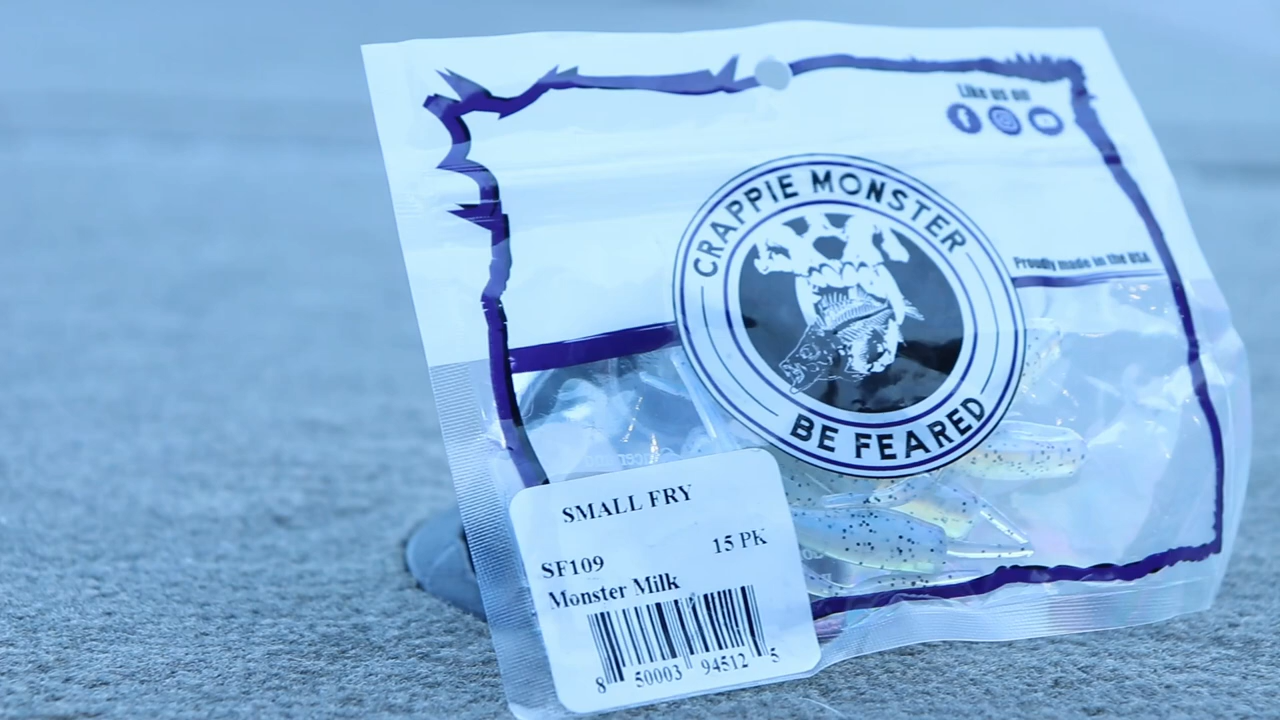 Like us on
CRAPPIE MONSTER
Proudly made in the USA
BE FEARED
SMALL FRY
15 PK
SF109
Monster Milk
8 50003 94512 5